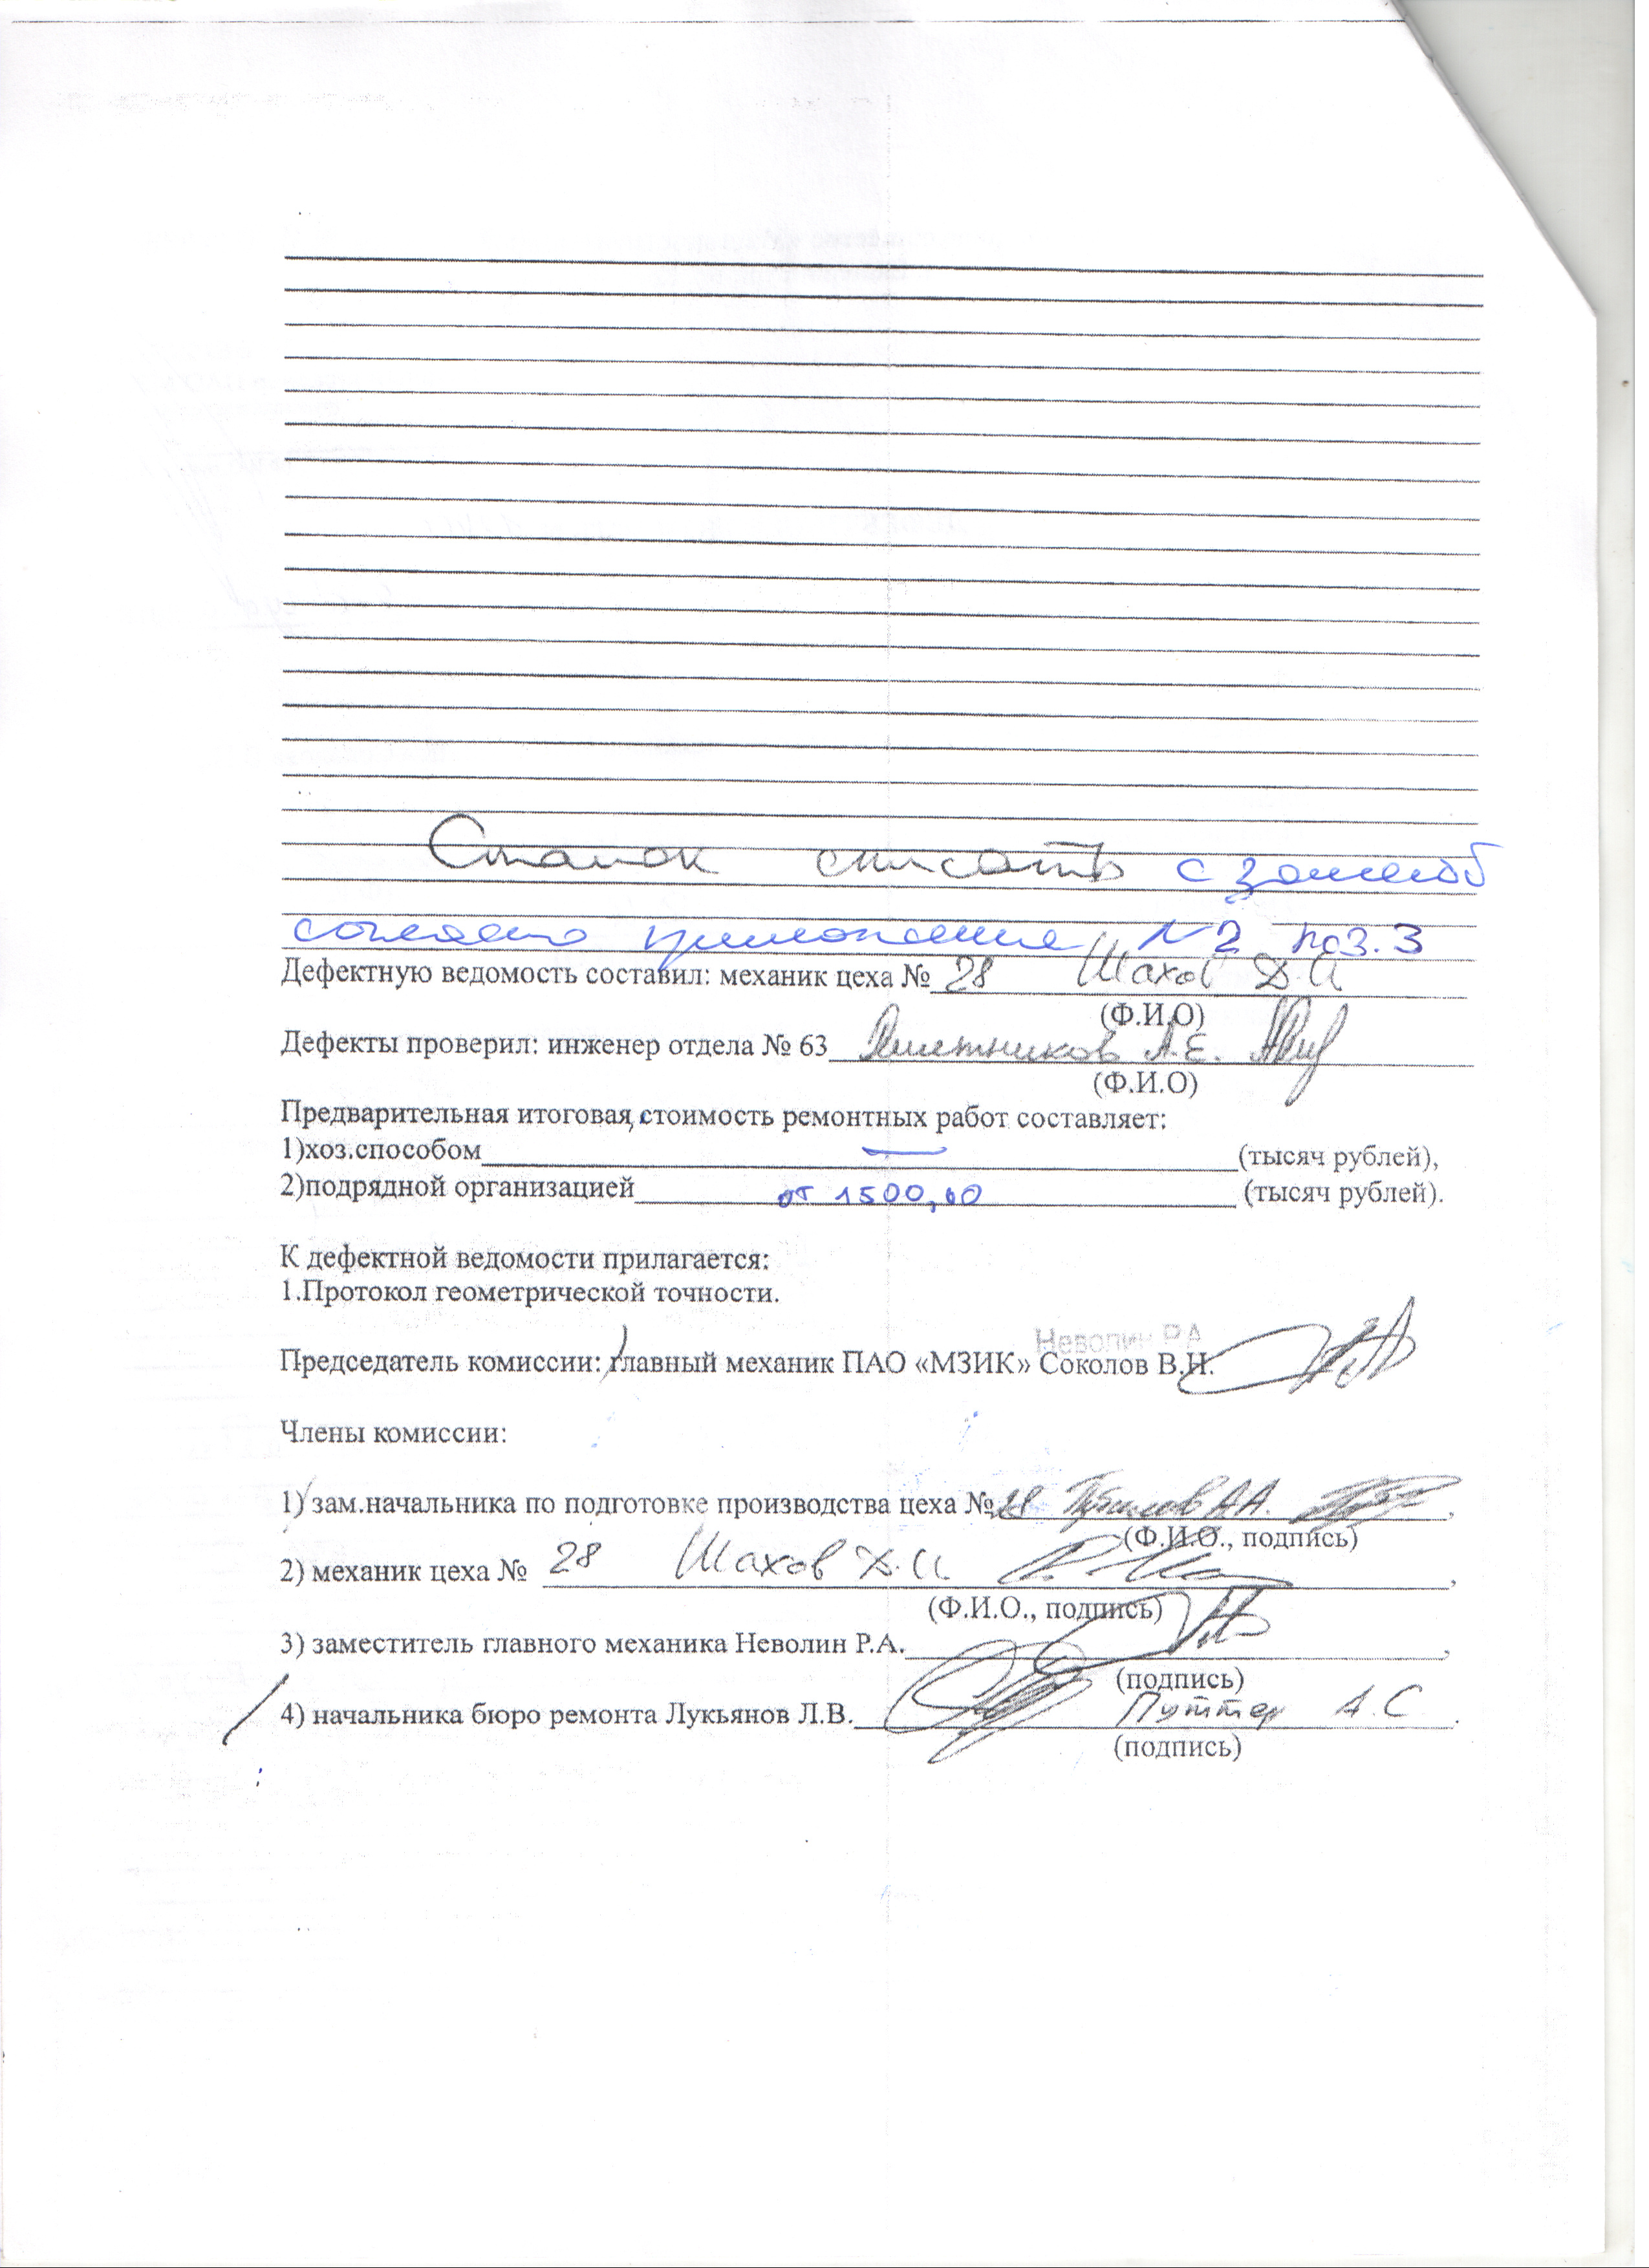 Станок списать с заменой
согласно приложение №2 поз. 3
Дефектную ведомость составил: механик цеха № 28 Шахов Д.И
(Ф.И.О)
Дефекты проверил: инженер отдела № 63 А.Е.
(Ф.И.О)
Предварительная итоговая, стоимость ремонтных работ составляет:
1)хоз.способом — (тысяч рублей),
2)подрядной организацией от 1500,00 (тысяч рублей).
К дефектной ведомости прилагается:
1.Протокол геометрической точности.
Неволин Р.А
Председатель комиссии: главный механик ПАО «МЗИК» Соколов В.Н.
Члены комиссии:
1) зам.начальника по подготовке производства цеха № 28 А.А.
(Ф.И.О., подпись)
2) механик цеха № 28 Шахов Д.И
(Ф.И.О., подпись)
3) заместитель главного механика Неволин Р.А.
(подпись)
4) начальника бюро ремонта Лукьянов Л.В. Путтер А.С
(подпись)